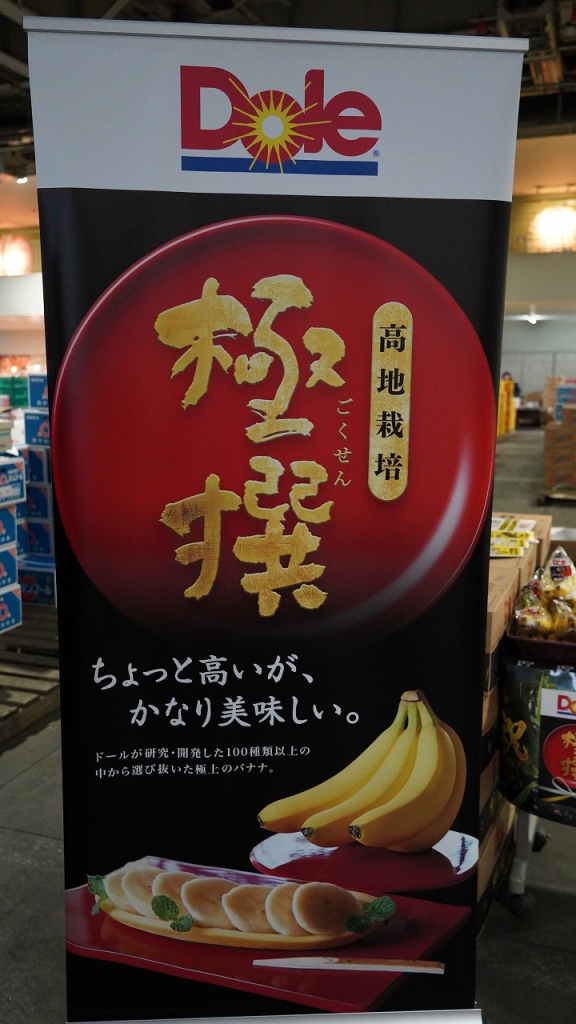 Dole
®
高地栽培
極撰
ごくせん
ちょっと高いが、
かなり美味しい。
ドールが研究・開発した100種類以上の
中から選び抜いた極上のバナナ。